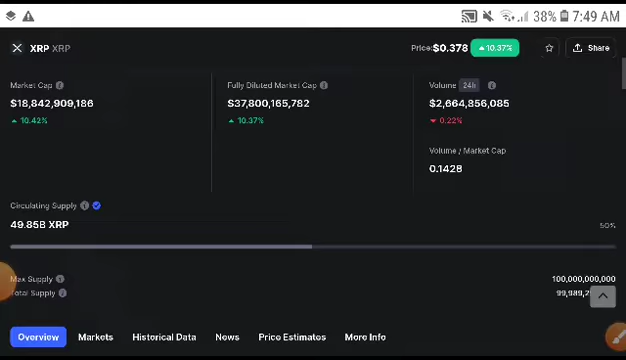 38% 7:49 AM
XRP XRP Price:$0.378 10.37% Share
Market Cap Fully Diluted Market Cap Volume 24h
$18,842,909,186 $37,800,165,782 $2,664,856,085
10.42% 10.37% 0.22%
Volume / Market Cap
0.1428
Circulating Supply
49.85B XRP 50%
Max Supply 100,000,000,000
Total Supply
Overview Markets Historical Data News Price Estimates More Info